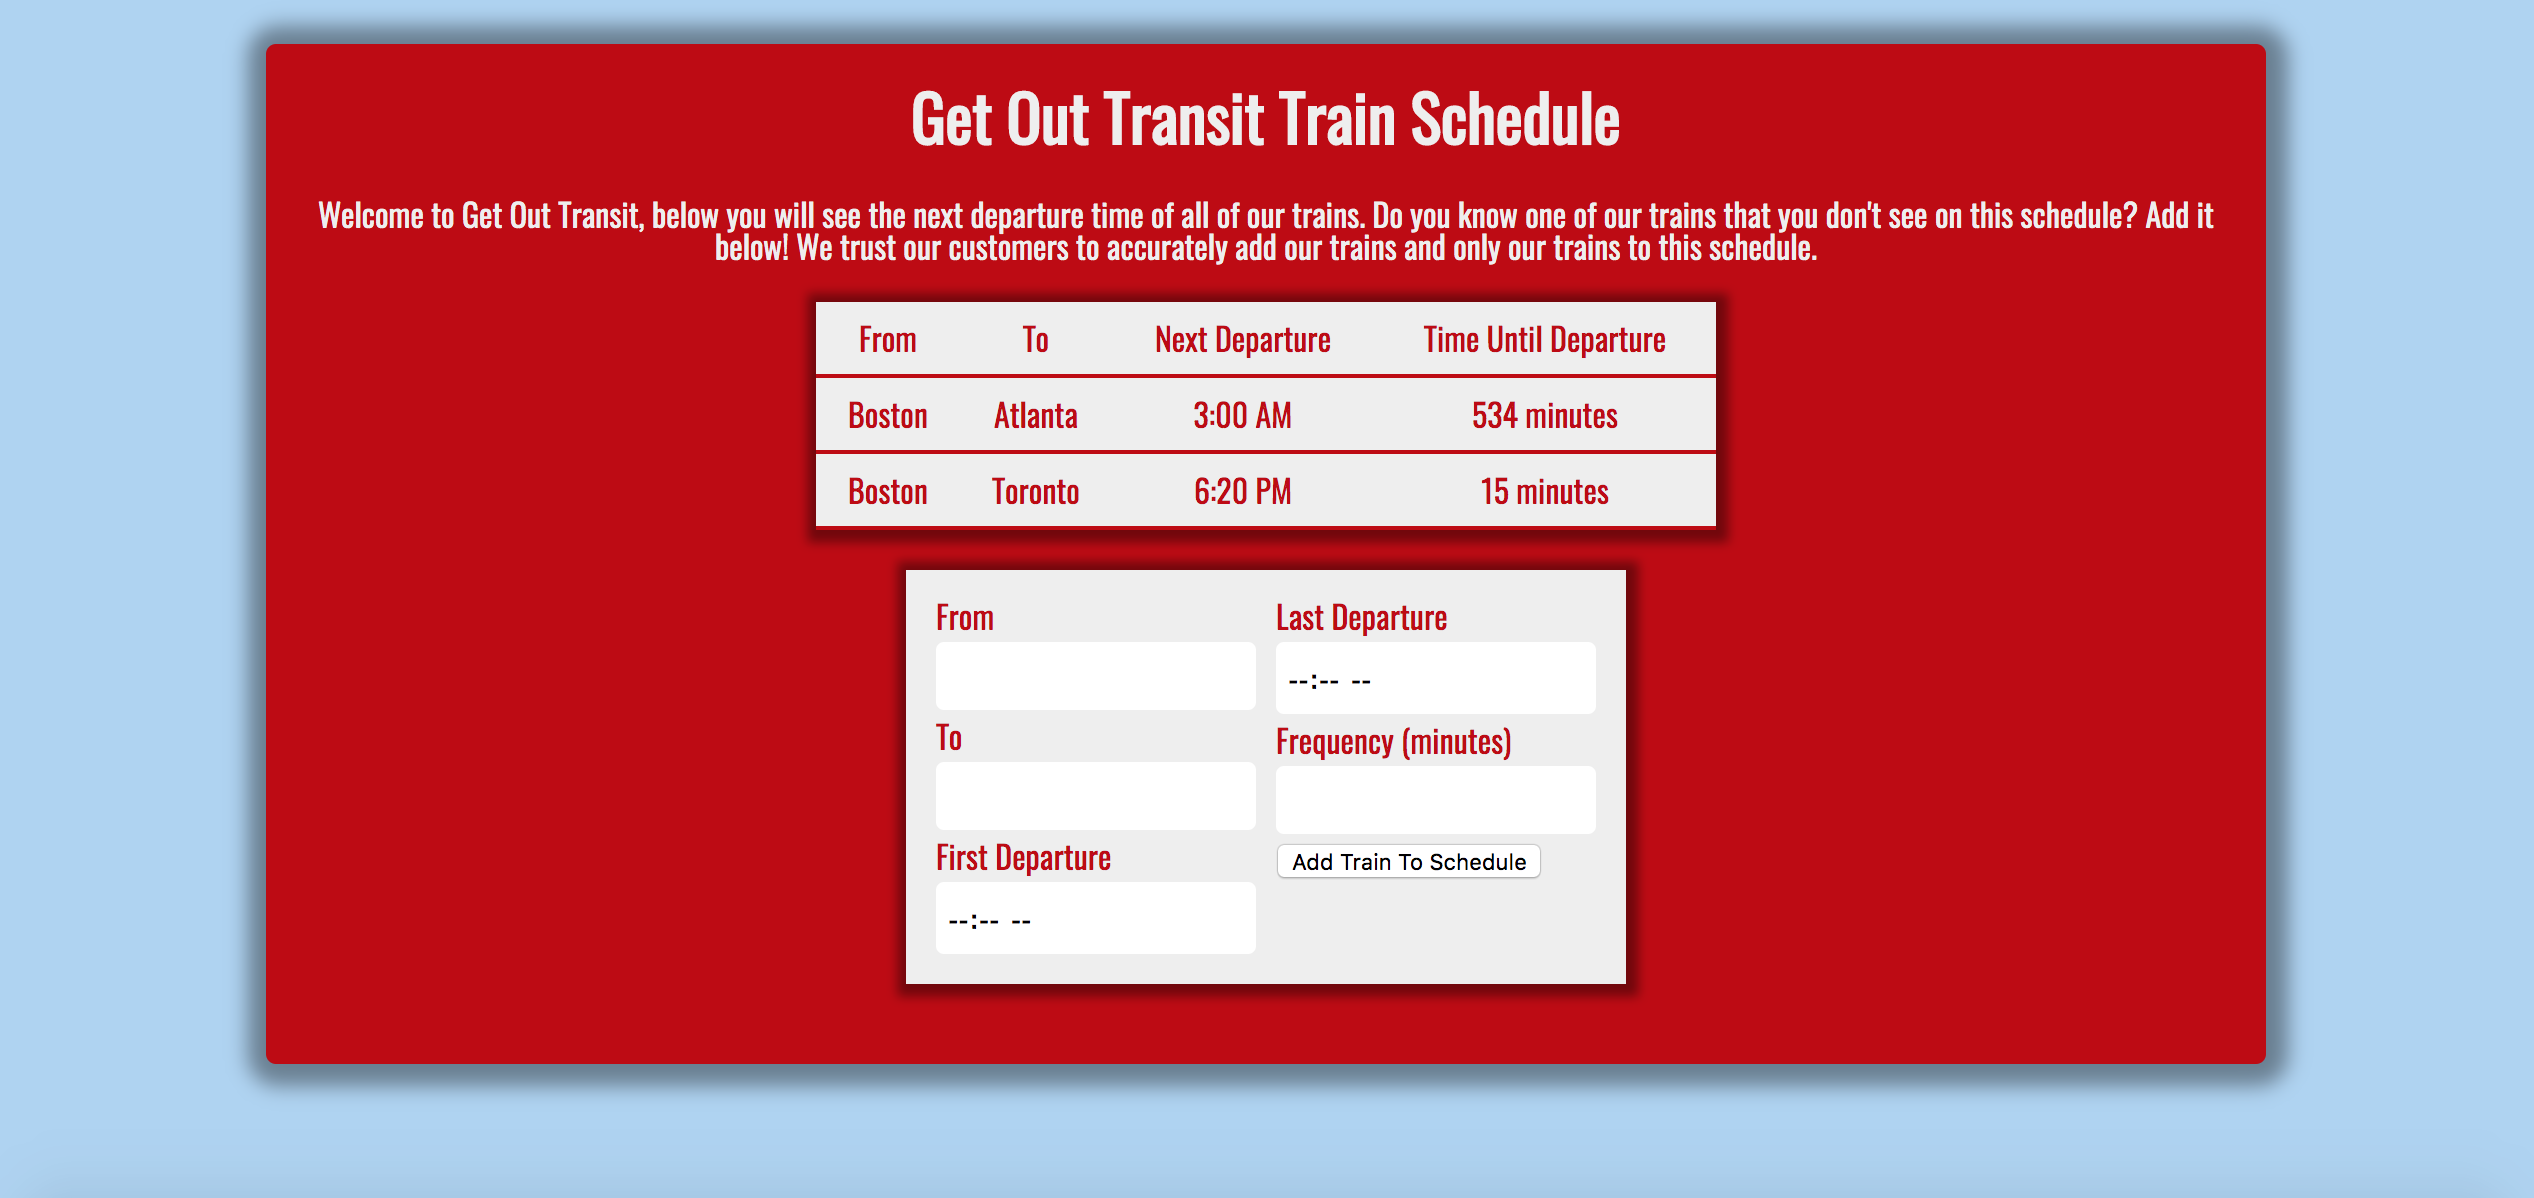 Get Out Transit Train Schedule
Welcome to Get Out Transit, below you will see the next departure time of all of our trains. Do you know one of our trains that you don't see on this schedule? Add it
below! We trust our customers to accurately add our trains and only our trains to this schedule.
From To Next Departure Time Until Departure
Boston Atlanta 3:00 AM 534 minutes
Boston Toronto 6:20 PM 15 minutes
From
To
First Departure
--:-- --
Last Departure
--:-- --
Frequency (minutes)
Add Train To Schedule